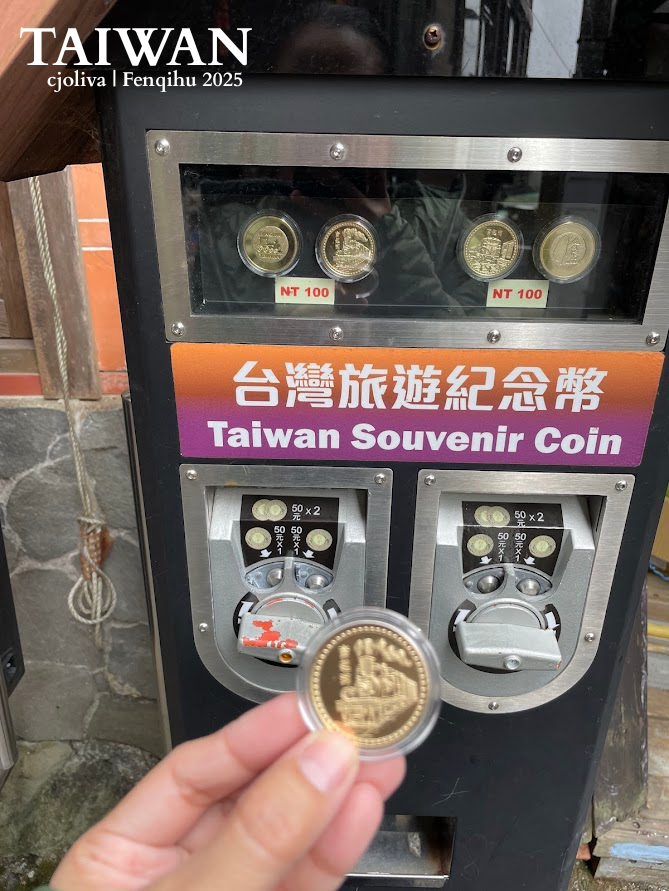 TAIWAN
cjoliva | Fenqihu 2025
NT 100
NT 100
台灣旅遊紀念幣
Taiwan Souvenir Coin
50元 x 2
50元 x 1
50元 x 1
50元 x 2
50元 x 1
50元 x 1